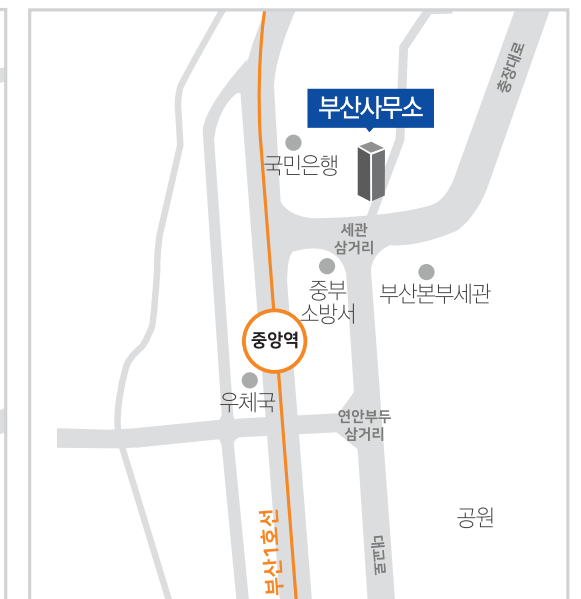 충장대로
부산사무소
국민은행
세관
삼거리
중부
소방서
부산본부세관
중앙역
우체국
연안부두
삼거리
부산1호선
공원
대교로